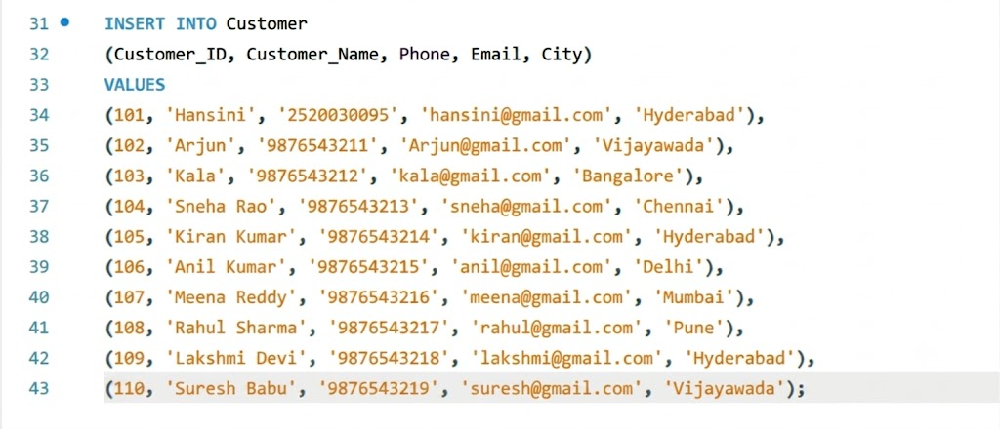 31 INSERT INTO Customer
32 (Customer_ID, Customer_Name, Phone, Email, City)
33 VALUES
34 (101, 'Hansini', '2520030095', 'hansini@gmail.com', 'Hyderabad'),
35 (102, 'Arjun', '9876543211', 'Arjun@gmail.com', 'Vijayawada'),
36 (103, 'Kala', '9876543212', 'kala@gmail.com', 'Bangalore'),
37 (104, 'Sneha Rao', '9876543213', 'sneha@gmail.com', 'Chennai'),
38 (105, 'Kiran Kumar', '9876543214', 'kiran@gmail.com', 'Hyderabad'),
39 (106, 'Anil Kumar', '9876543215', 'anil@gmail.com', 'Delhi'),
40 (107, 'Meena Reddy', '9876543216', 'meena@gmail.com', 'Mumbai'),
41 (108, 'Rahul Sharma', '9876543217', 'rahul@gmail.com', 'Pune'),
42 (109, 'Lakshmi Devi', '9876543218', 'lakshmi@gmail.com', 'Hyderabad'),
43 (110, 'Suresh Babu', '9876543219', 'suresh@gmail.com', 'Vijayawada');